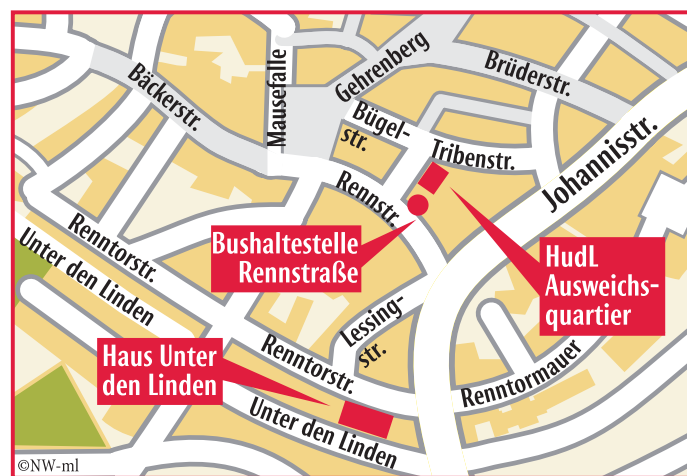 Bäckerstr.
Mausefalle
Gehrenberg
Brüderstr.
Bügel-
str.
Tribenstr.
Johannisstr.
Rennstr.
Bushaltestelle
Rennstraße
HudL
Ausweichs-
quartier
Renntorstr.
Unter den Linden
Lessing-
str.
Haus Unter
den Linden
Renntorstr.
Renntormauer
Unter den Linden
©NW-ml